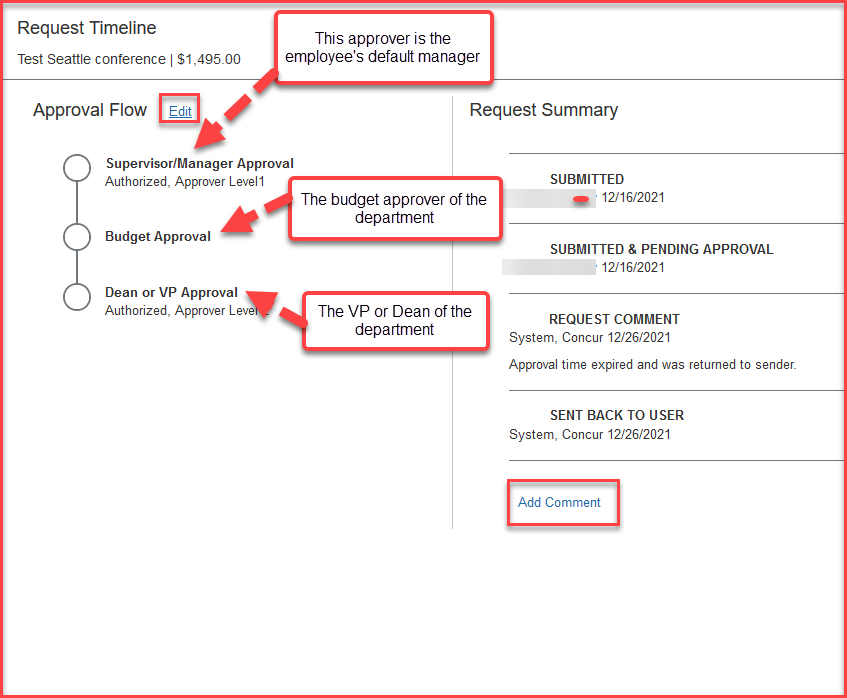 Request Timeline
Test Seattle conference | $1,495.00
This approver is the
employee's default manager
Approval Flow
Edit
Supervisor/Manager Approval
Authorized, Approver Level1
The budget approver of the
department
Budget Approval
Dean or VP Approval
Authorized, Approver Level
The VP or Dean of the
department
Request Summary
SUBMITTED
12/16/2021
SUBMITTED & PENDING APPROVAL
12/16/2021
REQUEST COMMENT
System, Concur 12/26/2021
Approval time expired and was returned to sender.
SENT BACK TO USER
System, Concur 12/26/2021
Add Comment